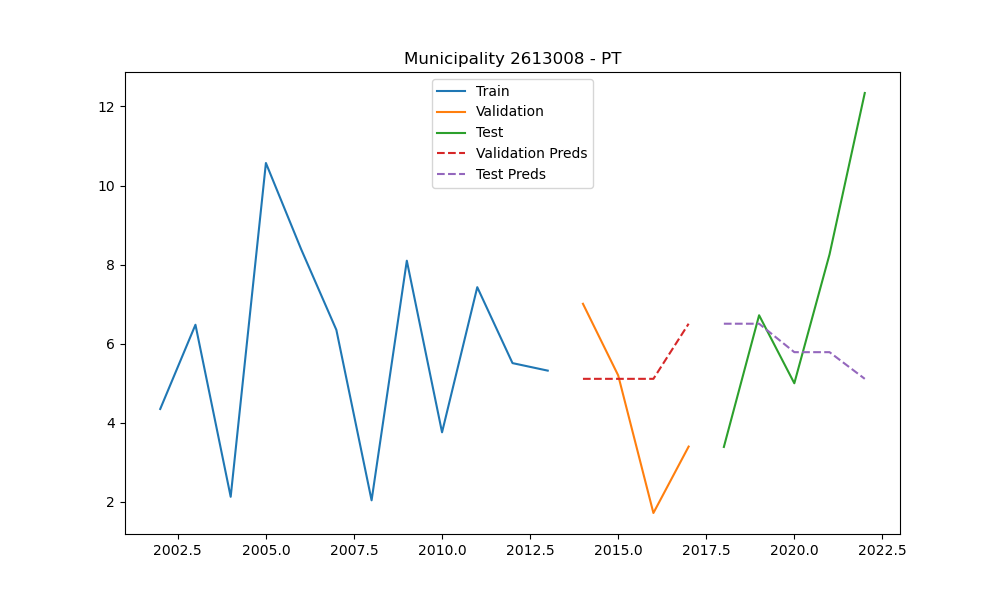 Municipality 2613008 - PT
Train
Validation
Test
Validation Preds
Test Preds
12
10
8
6
4
2
2002.5 2005.0 2007.5 2010.0 2012.5 2015.0 2017.5 2020.0 2022.5